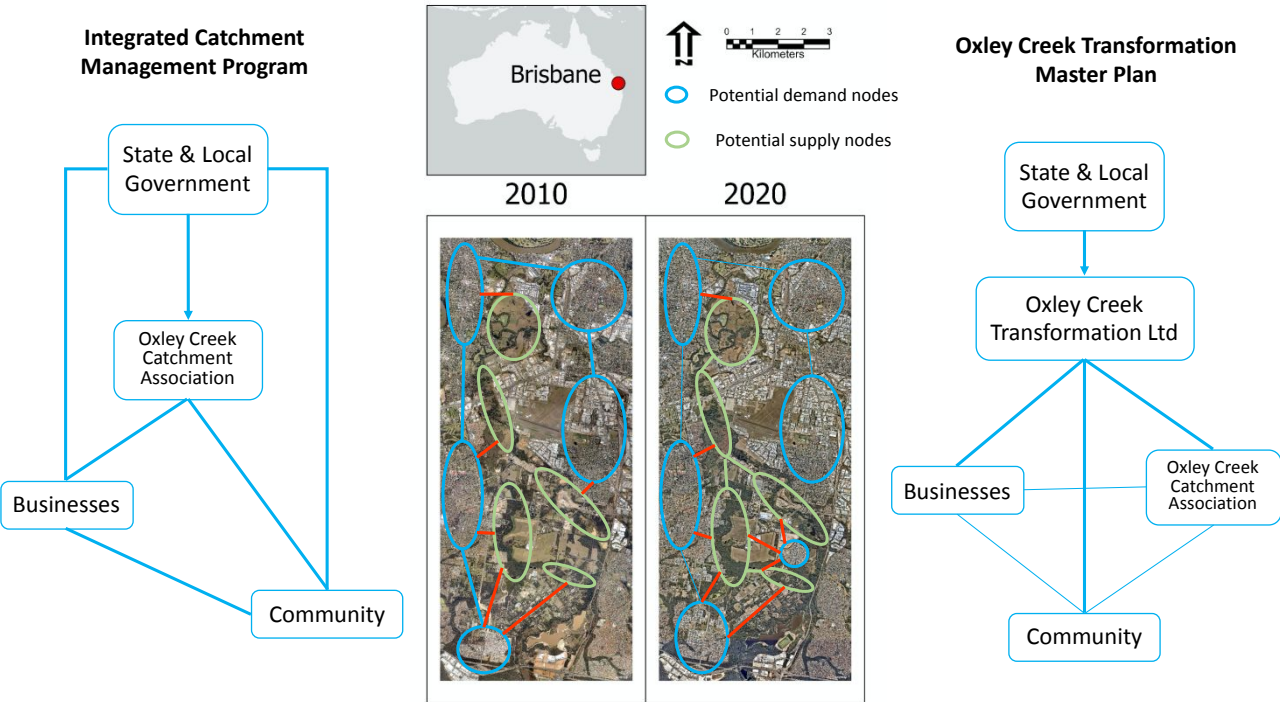 Integrated Catchment
Management Program
State & Local
Government
Oxley Creek
Catchment
Association
Businesses
Community
Brisbane
N
0 1 2 2 3
Kilometers
Potential demand nodes
Potential supply nodes
2010
2020
Oxley Creek Transformation
Master Plan
State & Local
Government
Oxley Creek
Transformation Ltd
Businesses
Oxley Creek
Catchment
Association
Community